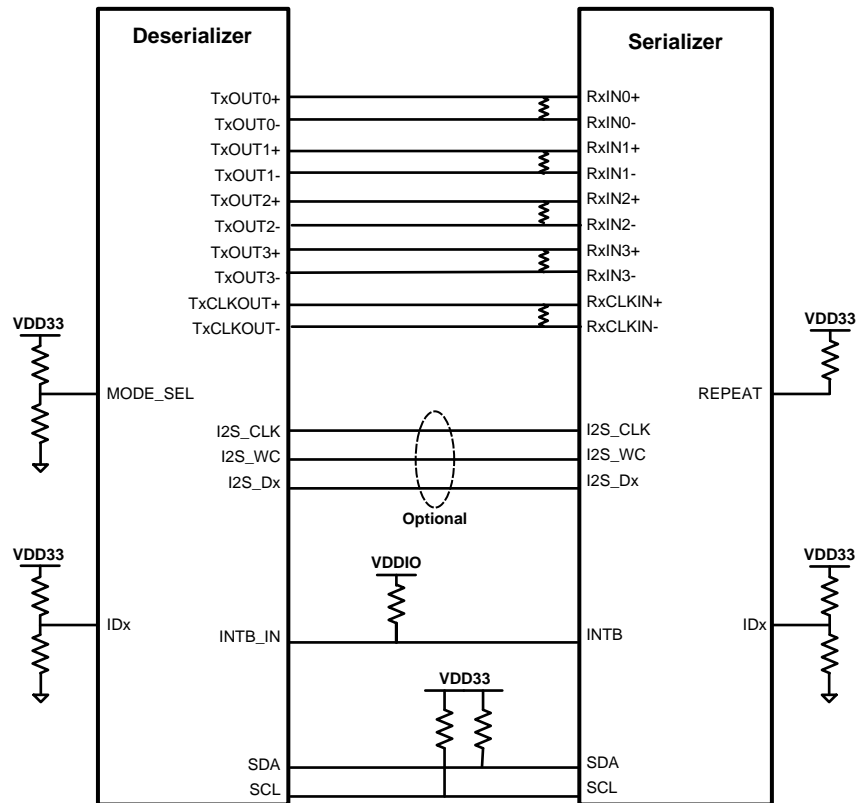 Deserializer
Serializer
TxOUT0+
RxIN0+
TxOUT0-
RxIN0-
TxOUT1+
RxIN1+
TxOUT1-
RxIN1-
TxOUT2+
RxIN2+
TxOUT2-
RxIN2-
TxOUT3+
RxIN3+
TxOUT3-
RxIN3-
TxCLKOUT+
RxCLKIN+
VDD33
TxCLKOUT-
RxCLKIN-
VDD33
MODE_SEL
REPEAT
I2S_CLK
I2S_CLK
I2S_WC
I2S_WC
I2S_Dx
I2S_Dx
Optional
VDD33
VDDIO
VDD33
IDx
INTB_IN
INTB
IDx
VDD33
SDA
SDA
SCL
SCL